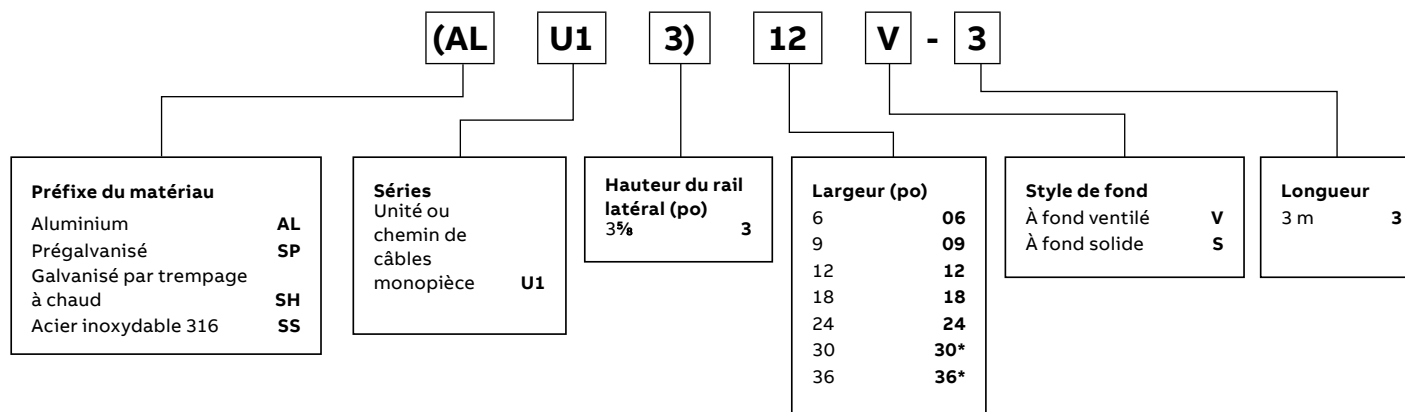 (AL U1 3) 12 V - 3
Préfixe du matériau
Aluminium AL
Prégalvanisé SP
Galvanisé par trempage
à chaud SH
Acier inoxydable 316 SS
Séries
Unité ou
chemin de
câbles
monopièce U1
Hauteur du rail
latéral (po)
3⅝ 3
Largeur (po)
6 06
9 09
12 12
18 18
24 24
30 30*
36 36*
Style de fond
À fond ventilé V
À fond solide S
Longueur
3 m 3